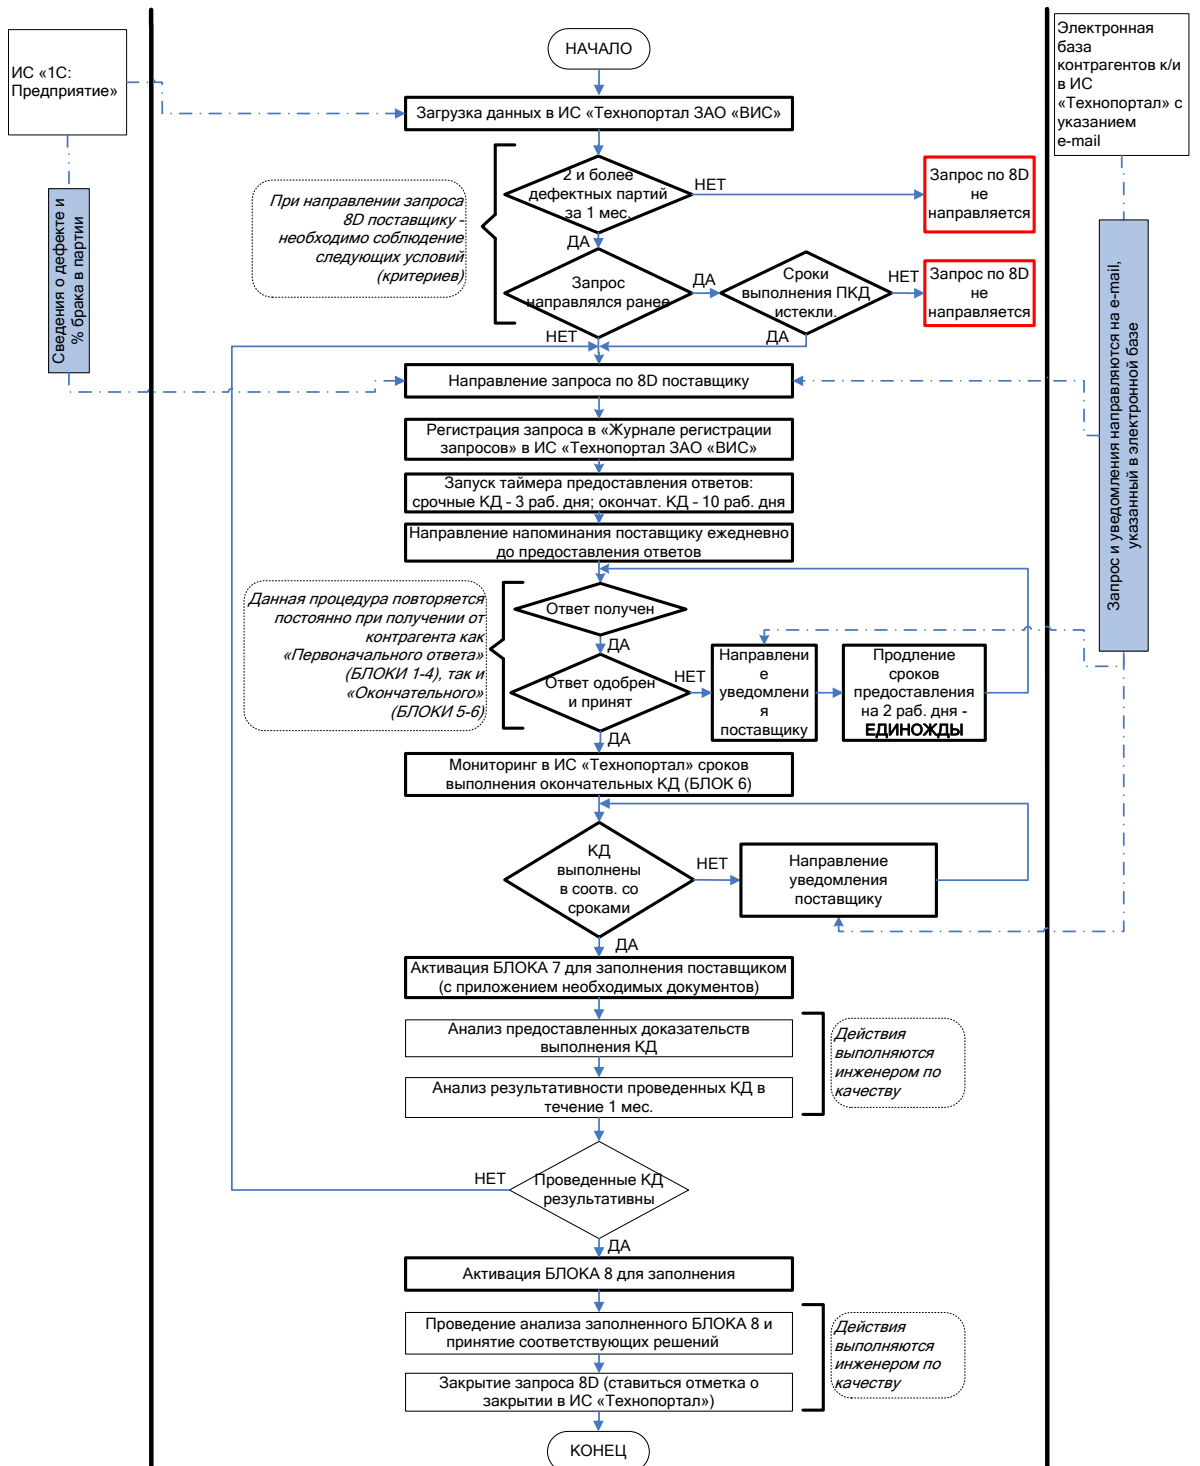 НАЧАЛО
ИС «1С:
Предприятие»
Электронная
база
контрагентов к/и
в ИС
«Технопортал» с
указанием
e-mail
Загрузка данных в ИС «Технопортал ЗАО «ВИС»
2 и более
дефектных партий
за 1 мес.
НЕТ
Запрос по 8D
не
направляется
При направлении запроса
8D поставщику -
необходимо соблюдение
следующих условий
(критериев)
ДА
Запрос
направлялся ранее
ДА
Сроки
выполнения ПКД
истекли.
НЕТ
Запрос по 8D
не
направляется
Сведения о дефекте и
% брака в партии
Запрос и уведомления направляются на e-mail,
указанный в электронной базе
НЕТ
ДА
Направление запроса по 8D поставщику
Регистрация запроса в «Журнале регистрации
запросов» в ИС «Технопортал ЗАО «ВИС»
Запуск таймера предоставления ответов:
срочные КД - 3 раб. дня; окончат. КД - 10 раб. дня
Направление напоминания поставщику ежедневно
до предоставления ответов
Данная процедура повторяется
постоянно при получении от
контрагента как
«Первоначального ответа»
(БЛОКИ 1-4), так и
«Окончательного»
(БЛОКИ 5-6)
Ответ получен
ДА
Ответ одобрен
и принят
НЕТ
Направлени
е
уведомлени
я
поставщику
Продление
сроков
предоставления
на 2 раб. дня -
ЕДИНОЖДЫ
ДА
Мониторинг в ИС «Технопортал» сроков
выполнения окончательных КД (БЛОК 6)
КД
выполнены
в соотв. со
сроками
НЕТ
Направление
уведомления
поставщику
ДА
Активация БЛОКА 7 для заполнения поставщиком
(с приложением необходимых документов)
Анализ предоставленных доказательств
выполнения КД
Анализ результативности проведенных КД в
течение 1 мес.
Действия
выполняются
инженером по
качеству
НЕТ
Проведенные КД
результативны
ДА
Активация БЛОКА 8 для заполнения
Проведение анализа заполненного БЛОКА 8 и
принятие соответствующих решений
Закрытие запроса 8D (ставиться отметка о
закрытии в ИС «Технопортал»)
Действия
выполняются
инженером по
качеству
КОНЕЦ